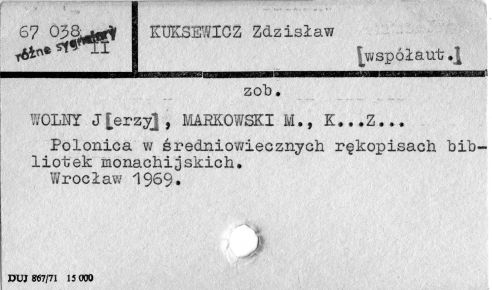 67 038
II
różne sygnatury
KUKSEWICZ Zdzisław
[współaut.]
zob.
WOLNY J[erzy], MARKOWSKI M., K...Z...
Polonica w średniowiecznych rękopisach bib-
liotek monachijskich.
Wrocław 1969.
DUJ 867/71 15 000